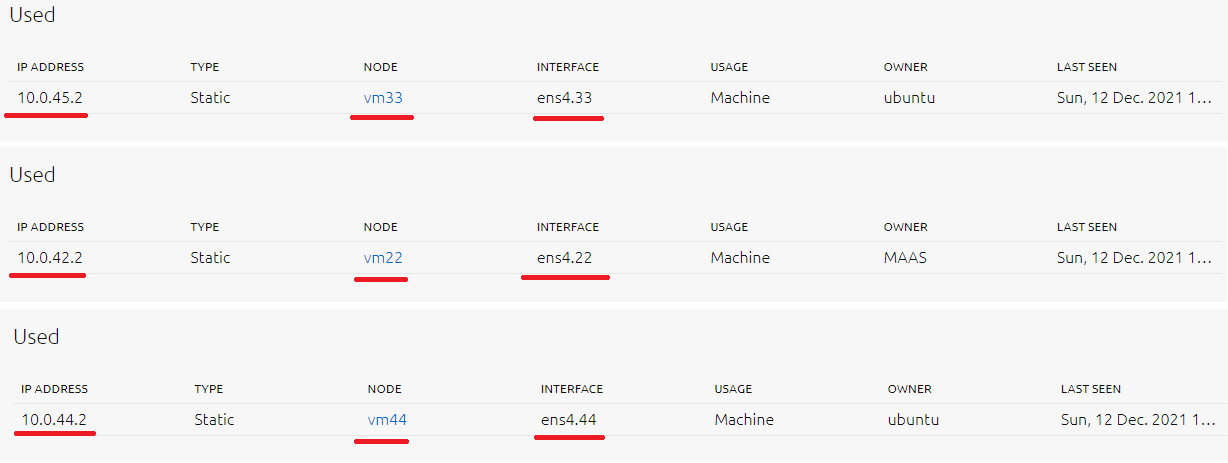 Used
IP ADDRESS TYPE NODE INTERFACE USAGE OWNER LAST SEEN
10.0.45.2 Static vm33 ens4.33 Machine ubuntu Sun, 12 Dec. 2021 1...
Used
IP ADDRESS TYPE NODE INTERFACE USAGE OWNER LAST SEEN
10.0.42.2 Static vm22 ens4.22 Machine MAAS Sun, 12 Dec. 2021 1...
Used
IP ADDRESS TYPE NODE INTERFACE USAGE OWNER LAST SEEN
10.0.44.2 Static vm44 ens4.44 Machine ubuntu Sun, 12 Dec. 2021 1...